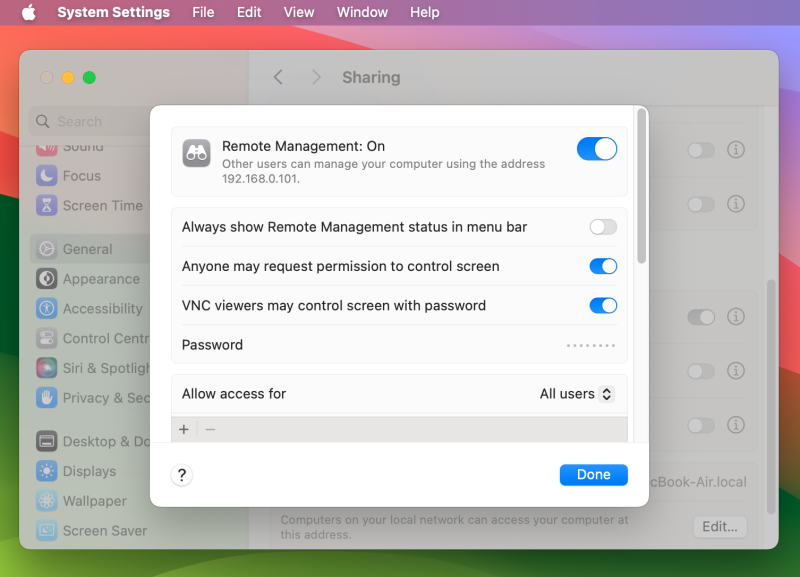 System Settings File Edit View Window Help
Sharing
Search
Sound
Focus
Screen Time
General
Appearance
Accessibility
Control Centr
Siri & Spotligh
Privacy & Sec
Desktop & Do
Displays
Wallpaper
Screen Saver
Remote Management: On
Other users can manage your computer using the address
192.168.0.101.
Always show Remote Management status in menu bar
Anyone may request permission to control screen
VNC viewers may control screen with password
Password ········
Allow access for All users
+ −
? Done
cBook-Air.local
Computers on your local network can access your computer at
this address.
Edit...